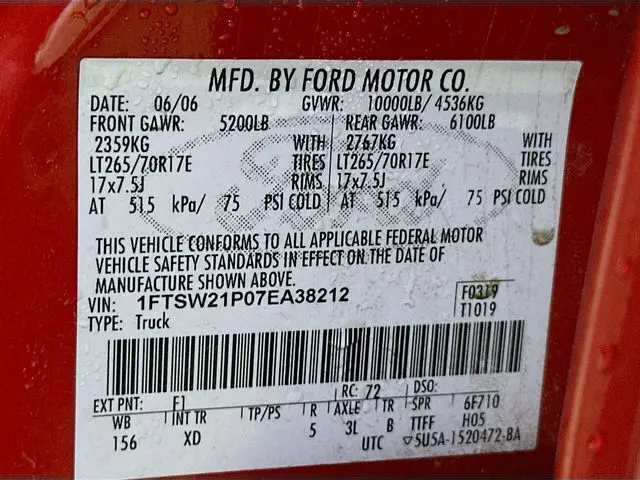 MFD. BY FORD MOTOR CO.
DATE: 06/06 GVWR: 10000LB/ 4536KG
FRONT GAWR: 5200LB REAR GAWR: 6100LB
2359KG WITH 2767KG WITH
LT265/70R17E TIRES LT265/70R17E TIRES
17x7.5J RIMS 17x7.5J RIMS
AT 515 kPa/ 75 PSI COLD AT 515 kPa/ 75 PSI COLD
THIS VEHICLE CONFORMS TO ALL APPLICABLE FEDERAL MOTOR
VEHICLE SAFETY STANDARDS IN EFFECT ON THE DATE OF
MANUFACTURE SHOWN ABOVE.
VIN: 1FTSW21P07EA38212 F0319
TYPE: Truck T1019
EXT PNT: F1 RC: 72 DSO:
WB INT TR TP/PS R AXLE TR SPR 6F710
156 XD 5 3L B TTFF H05
UTC ▽5U5A-1520472-BA